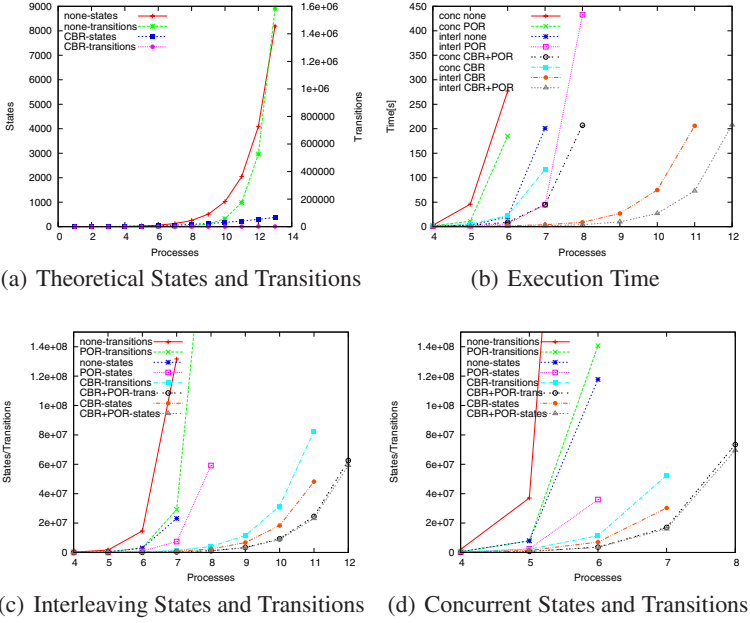 9000
8000
7000
6000
5000
4000
3000
2000
1000
0
States
none-states
none-transitions
CBR-states
CBR-transitions
1.6e+06
1.4e+06
1.2e+06
1e+06
800000
600000
400000
200000
0
Transitions
0 2 4 6 8 10 12 14
Processes
(a) Theoretical States and Transitions
450
400
350
300
250
200
150
100
50
0
Time[s]
conc none
conc POR
interl none
interl POR
conc CBR+POR
conc CBR
interl CBR
interl CBR+POR
4 5 6 7 8 9 10 11 12
Processes
(b) Execution Time
1.4e+08
1.2e+08
1e+08
8e+07
6e+07
4e+07
2e+07
0
States/Transitions
none-transitions
POR-transitions
none-states
POR-states
CBR-transitions
CBR+POR-trans
CBR-states
CBR+POR-states
4 5 6 7 8 9 10 11 12
Processes
(c) Interleaving States and Transitions
1.4e+08
1.2e+08
1e+08
8e+07
6e+07
4e+07
2e+07
0
States/Transitions
none-transitions
POR-transitions
none-states
POR-states
CBR-transitions
CBR+POR-trans
CBR-states
CBR+POR-states
4 5 6 7 8
Processes
(d) Concurrent States and Transitions